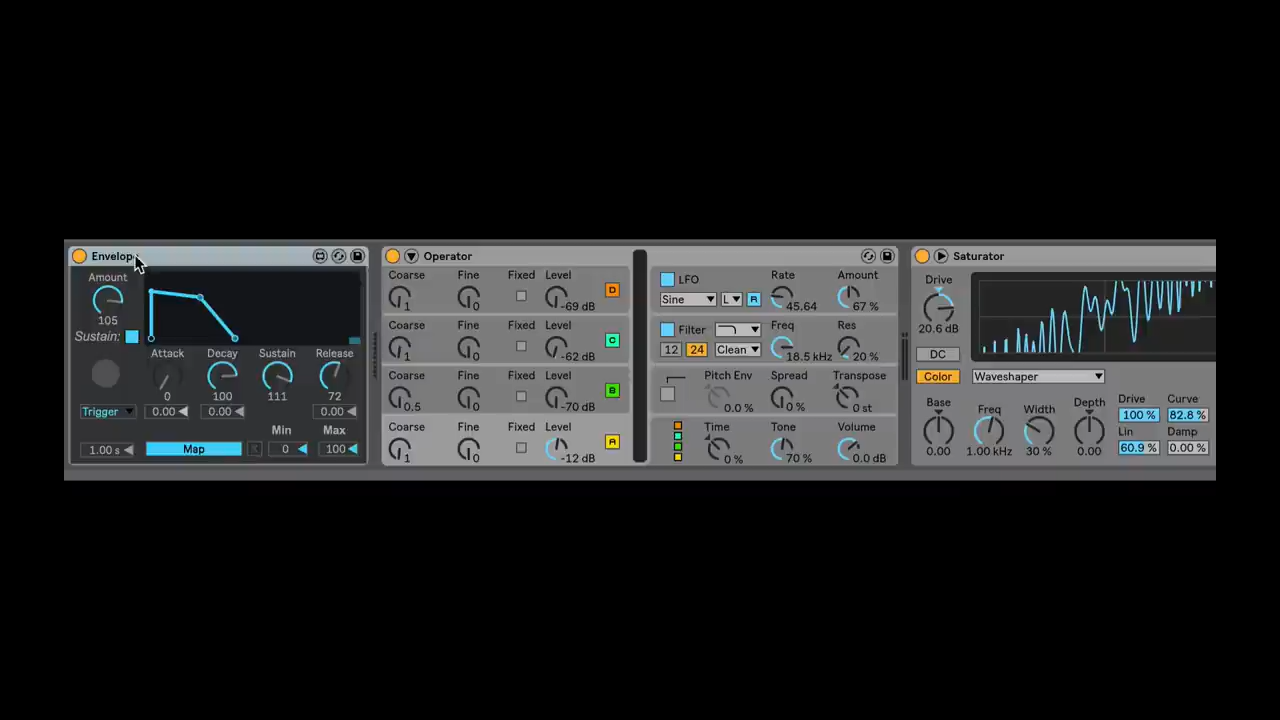 Envelop
Amount
105
Sustain:
Attack Decay Sustain Release
0 100 111 72
Trigger 0.00 0.00 0.00
Min Max
1.00 s Map R 0 100
Operator
Coarse Fine Fixed Level
1 0 -69 dB D
Coarse Fine Fixed Level
1 0 -62 dB C
Coarse Fine Fixed Level
0.5 0 -70 dB B
Coarse Fine Fixed Level
1 0 -12 dB A
LFO Rate Amount
Sine L R 45.64 67 %
Filter Freq Res
12 24 Clean 18.5 kHz 20 %
Pitch Env Spread Transpose
0.0 % 0 % 0 st
Time Tone Volume
0 % 70 % 0.0 dB
Saturator
Drive
20.6 dB
DC
Color Waveshaper
Base Freq Width Depth Drive Curve
100 % 82.8 %
Lin Damp
0.00 1.00 kHz 30 % 0.00 60.9 % 0.00 %